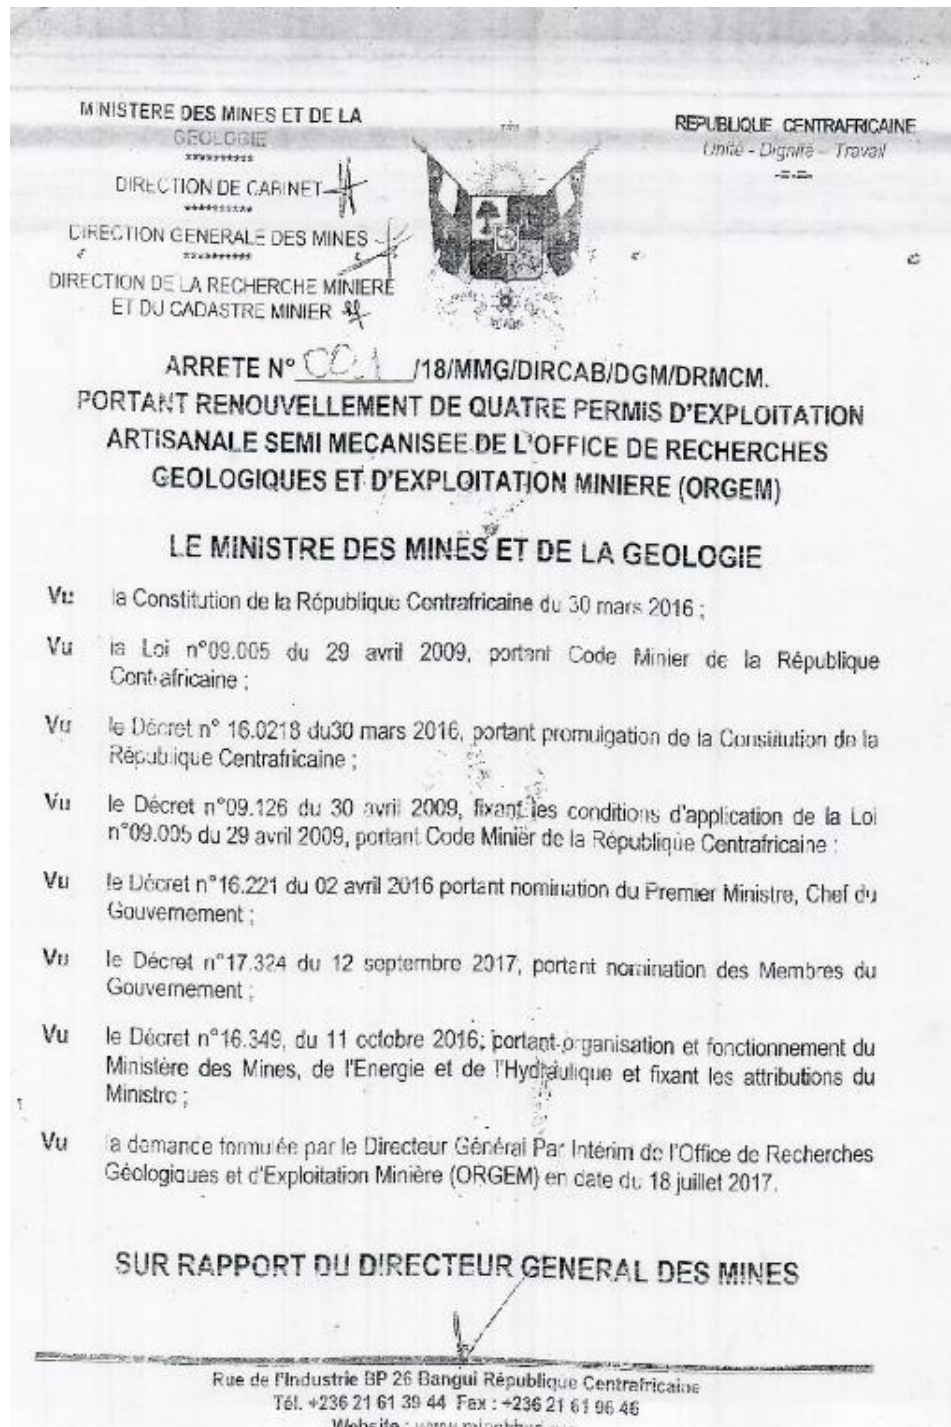 MINISTERE DES MINES ET DE LA
GEOLOGIE
**********
DIRECTION DE CABINET
**********
DIRECTION GENERALE DES MINES
**********
DIRECTION DE LA RECHERCHE MINIERE
ET DU CADASTRE MINIER
REPUBLIQUE CENTRAFRICAINE
Unité - Dignité – Travail
-=-=-
ARRETE N° 001 /18/MMG/DIRCAB/DGM/DRMCM.
PORTANT RENOUVELLEMENT DE QUATRE PERMIS D'EXPLOITATION
ARTISANALE SEMI MECANISEE DE L'OFFICE DE RECHERCHES
GEOLOGIQUES ET D'EXPLOITATION MINIERE (ORGEM)
LE MINISTRE DES MINES ET DE LA GEOLOGIE
Vu la Constitution de la République Centrafricaine du 30 mars 2016 ;
Vu la Loi n°09.005 du 29 avril 2009, portant Code Minier de la République
Centrafricaine ;
Vu le Décret n° 16.0218 du30 mars 2016, portant promulgation de la Constitution de la
République Centrafricaine ;
Vu le Décret n°09.126 du 30 avril 2009, fixant les conditions d'application de la Loi
n°09.005 du 29 avril 2009, portant Code Minier de la République Centrafricaine ;
Vu le Décret n°16.221 du 02 avril 2016 portant nomination du Premier Ministre, Chef du
Gouvernement ;
Vu le Décret n°17.324 du 12 septembre 2017, portant nomination des Membres du
Gouvernement ;
Vu le Décret n°16.349, du 11 octobre 2016; portant organisation et fonctionnement du
Ministère des Mines, de l'Energie et de l'Hydraulique et fixant les attributions du
Ministre ;
Vu la demance formulée par le Directeur Général Par Intérim de l'Office de Recherches
Géologiques et d'Exploitation Minière (ORGEM) en date du 18 juillet 2017.
SUR RAPPORT DU DIRECTEUR GENERAL DES MINES
Rue de l'Industrie BP 26 Bangui République Centrafricaine
Tél. +236 21 61 39 44 Fax : +236 21 61 96 46
Website :